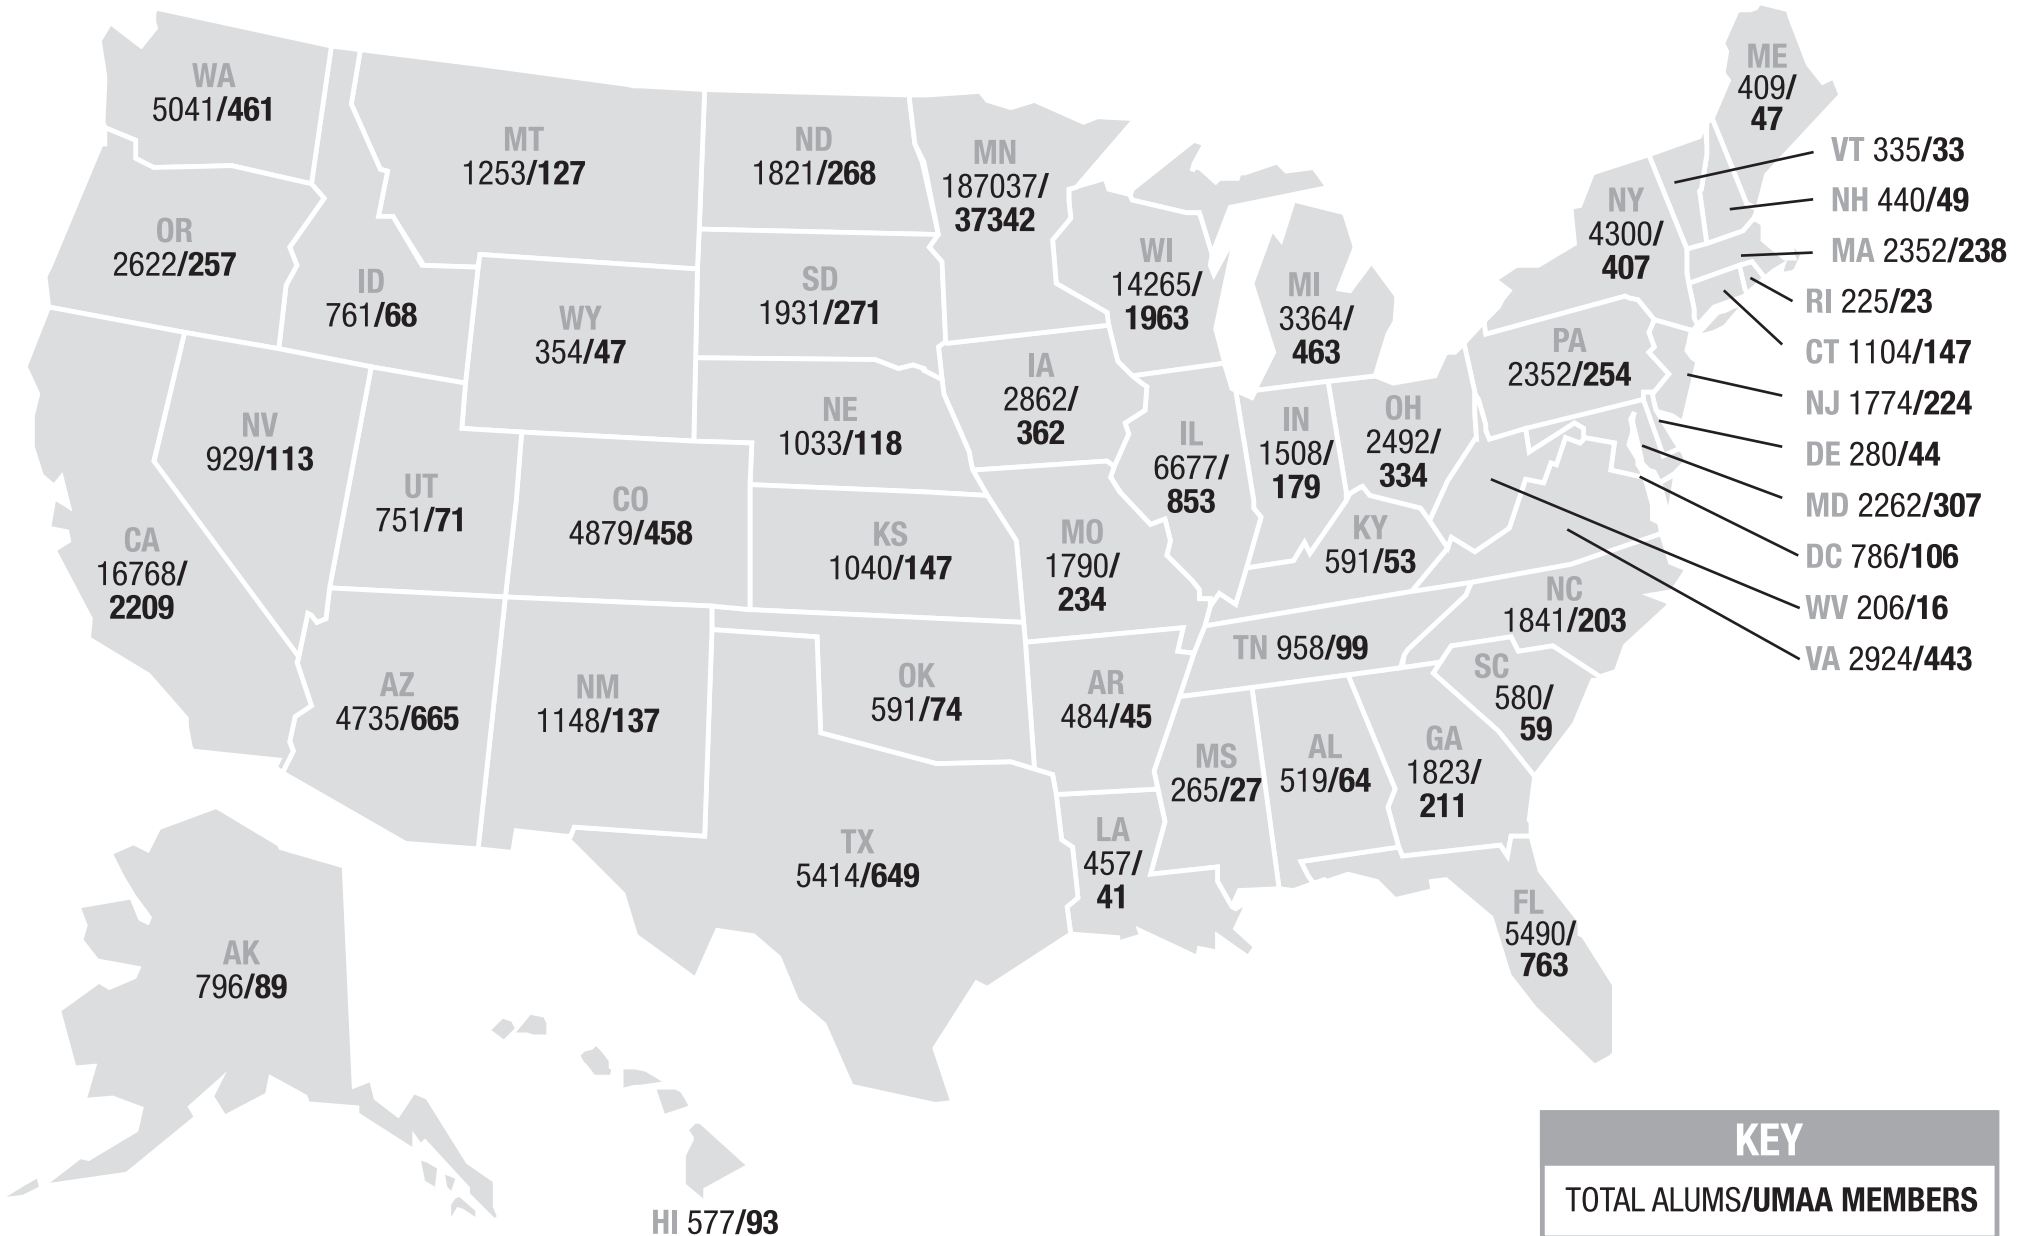 WA
5041/461
OR
2622/257
CA
16768/
2209
NV
929/113
ID
761/68
MT
1253/127
WY
354/47
UT
751/71
CO
4879/458
AZ
4735/665
NM
1148/137
ND
1821/268
SD
1931/271
NE
1033/118
KS
1040/147
OK
591/74
TX
5414/649
MN
187037/
37342
IA
2862/
362
MO
1790/
234
AR
484/45
LA
457/
41
WI
14265/
1963
IL
6677/
853
MI
3364/
463
IN
1508/
179
OH
2492/
334
KY
591/53
TN 958/99
MS
265/27
AL
519/64
GA
1823/
211
FL
5490/
763
SC
580/
59
NC
1841/203
PA
2352/254
NY
4300/
407
ME
409/
47
VT 335/33
NH 440/49
MA 2352/238
RI 225/23
CT 1104/147
NJ 1774/224
DE 280/44
MD 2262/307
DC 786/106
WV 206/16
VA 2924/443
AK
796/89
HI 577/93
KEY
TOTAL ALUMS/UMAA MEMBERS